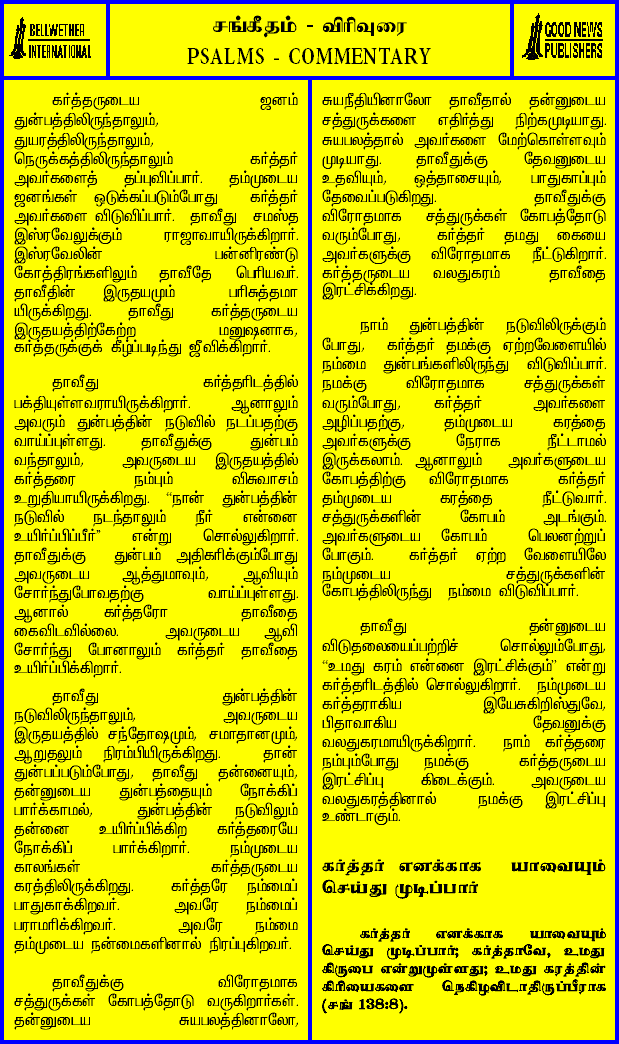 BELLWETHER
INTERNATIONAL
சங்கீதம் - விரிவுரை
PSALMS - COMMENTARY
GOOD NEWS
PUBLISHERS
கர்த்தருடைய ஜனம்
துன்பத்திலிருந்தாலும்,
துயரத்திலிருந்தாலும்,
நெருக்கத்திலிருந்தாலும் கர்த்தர்
அவர்களைத் தப்புவிப்பார். தம்முடைய
ஜனங்கள் ஒடுக்கப்படும்போது கர்த்தர்
அவர்களை விடுவிப்பார். தாவீது சமஸ்த
இஸ்ரவேலுக்கும் ராஜாவாயிருக்கிறார்.
இஸ்ரவேலின் பன்னிரண்டு
கோத்திரங்களிலும் தாவீதே பெரியவர்.
தாவீதின் இருதயமும் பரிசுத்தமா
யிருக்கிறது. தாவீது கர்த்தருடைய
இருதயத்திற்கேற்ற மனுஷனாக,
கர்த்தருக்குக் கீழ்ப்படிந்து ஜீவிக்கிறார்.
தாவீது கர்த்தரிடத்தில்
பக்தியுள்ளவராயிருக்கிறார். ஆனாலும்
அவரும் துன்பத்தின் நடுவில் நடப்பதற்கு
வாய்ப்புள்ளது. தாவீதுக்கு துன்பம்
வந்தாலும், அவருடைய இருதயத்தில்
கர்த்தரை நம்பும் விசுவாசம்
உறுதியாயிருக்கிறது. “நான் துன்பத்தின்
நடுவில் நடந்தாலும் நீர் என்னை
உயிர்ப்பிப்பீர்” என்று சொல்லுகிறார்.
தாவீதுக்கு துன்பம் அதிகரிக்கும்போது
அவருடைய ஆத்துமாவும், ஆவியும்
சோர்ந்துபோவதற்கு வாய்ப்புள்ளது.
ஆனால் கர்த்தரோ தாவீதை
கைவிடவில்லை. அவருடைய ஆவி
சோர்ந்து போனாலும் கர்த்தர் தாவீதை
உயிர்ப்பிக்கிறார்.
தாவீது துன்பத்தின்
நடுவிலிருந்தாலும், அவருடைய
இருதயத்தில் சந்தோஷமும், சமாதானமும்,
ஆறுதலும் நிரம்பியிருக்கிறது. தான்
துன்பப்படும்போது, தாவீது தன்னையும்,
தன்னுடைய துன்பத்தையும் நோக்கிப்
பார்க்காமல், துன்பத்தின் நடுவிலும்
தன்னை உயிர்ப்பிக்கிற கர்த்தரையே
நோக்கிப் பார்க்கிறார். நம்முடைய
காலங்கள் கர்த்தருடைய
கரத்திலிருக்கிறது. கர்த்தரே நம்மைப்
பாதுகாக்கிறவர். அவரே நம்மைப்
பராமரிக்கிறவர். அவரே நம்மை
தம்முடைய நன்மைகளினால் நிரப்புகிறவர்.
தாவீதுக்கு விரோதமாக
சத்துருக்கள் கோபத்தோடு வருகிறார்கள்.
தன்னுடைய சுயபலத்தினாலோ,
சுயநீதியினாலோ தாவீதால் தன்னுடைய
சத்துருக்களை எதிர்த்து நிற்கமுடியாது.
சுயபலத்தால் அவர்களை மேற்கொள்ளவும்
முடியாது. தாவீதுக்கு தேவனுடைய
உதவியும், ஒத்தாசையும், பாதுகாப்பும்
தேவைப்படுகிறது. தாவீதுக்கு
விரோதமாக சத்துருக்கள் கோபத்தோடு
வரும்போது, கர்த்தர் தமது கையை
அவர்களுக்கு விரோதமாக நீட்டுகிறார்.
கர்த்தருடைய வலதுகரம் தாவீதை
இரட்சிக்கிறது.
நாம் துன்பத்தின் நடுவிலிருக்கும்
போது, கர்த்தர் தமக்கு ஏற்றவேளையில்
நம்மை துன்பங்களிலிருந்து விடுவிப்பார்.
நமக்கு விரோதமாக சத்துருக்கள்
வரும்போது, கர்த்தர் அவர்களை
அழிப்பதற்கு, தம்முடைய கரத்தை
அவர்களுக்கு நேராக நீட்டாமல்
இருக்கலாம். ஆனாலும் அவர்களுடைய
கோபத்திற்கு விரோதமாக கர்த்தர்
தம்முடைய கரத்தை நீட்டுவார்.
சத்துருக்களின் கோபம் அடங்கும்.
அவர்களுடைய கோபம் பெலனற்றுப்
போகும். கர்த்தர் ஏற்ற வேளையிலே
நம்முடைய சத்துருக்களின்
கோபத்திலிருந்து நம்மை விடுவிப்பார்.
தாவீது தன்னுடைய
விடுதலையைப்பற்றிச் சொல்லும்போது,
“உமது கரம் என்னை இரட்சிக்கும்” என்று
கர்த்தரிடத்தில் சொல்லுகிறார். நம்முடைய
கர்த்தராகிய இயேசுகிறிஸ்துவே,
பிதாவாகிய தேவனுக்கு
வலதுகரமாயிருக்கிறார். நாம் கர்த்தரை
நம்பும்போது நமக்கு கர்த்தருடைய
இரட்சிப்பு கிடைக்கும். அவருடைய
வலதுகரத்தினால் நமக்கு இரட்சிப்பு
உண்டாகும்.
கர்த்தர் எனக்காக யாவையும்
செய்து முடிப்பார்
கர்த்தர் எனக்காக யாவையும்
செய்து முடிப்பார்; கர்த்தாவே, உமது
கிருபை என்றுமுள்ளது; உமது கரத்தின்
கிரியைகளை நெகிழவிடாதிருப்பீராக
(சங் 138:8).